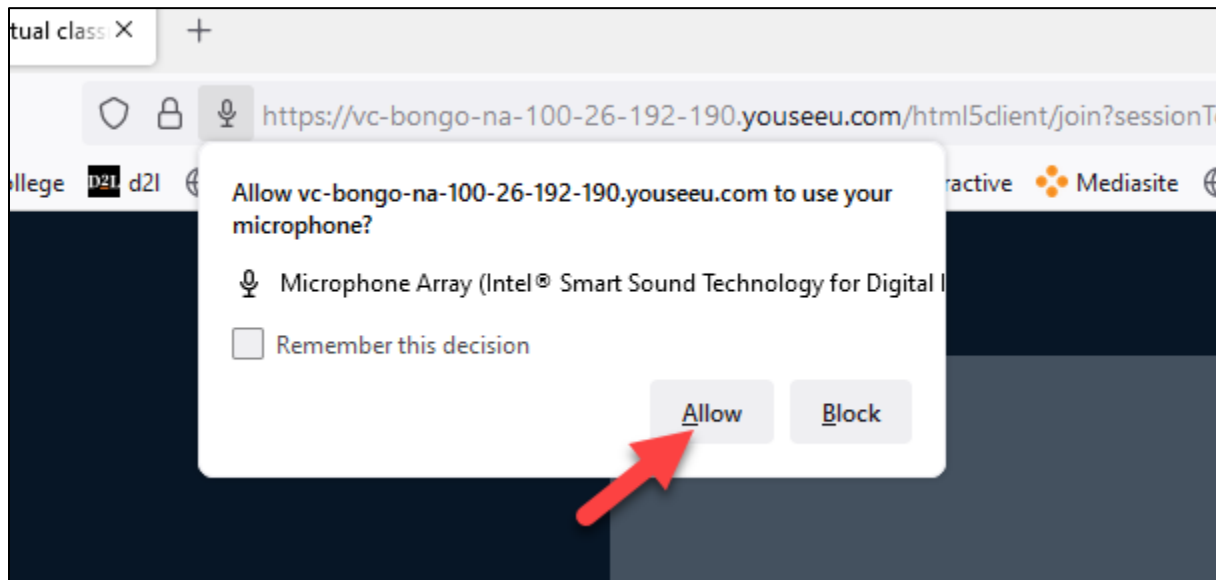 tual class
https://vc-bongo-na-100-26-192-190.youseeu.com/html5client/join?sessionT
llege D2L d2l ractive Mediasite
Allow vc-bongo-na-100-26-192-190.youseeu.com to use your
microphone?
Microphone Array (Intel® Smart Sound Technology for Digital I
Remember this decision
Allow Block